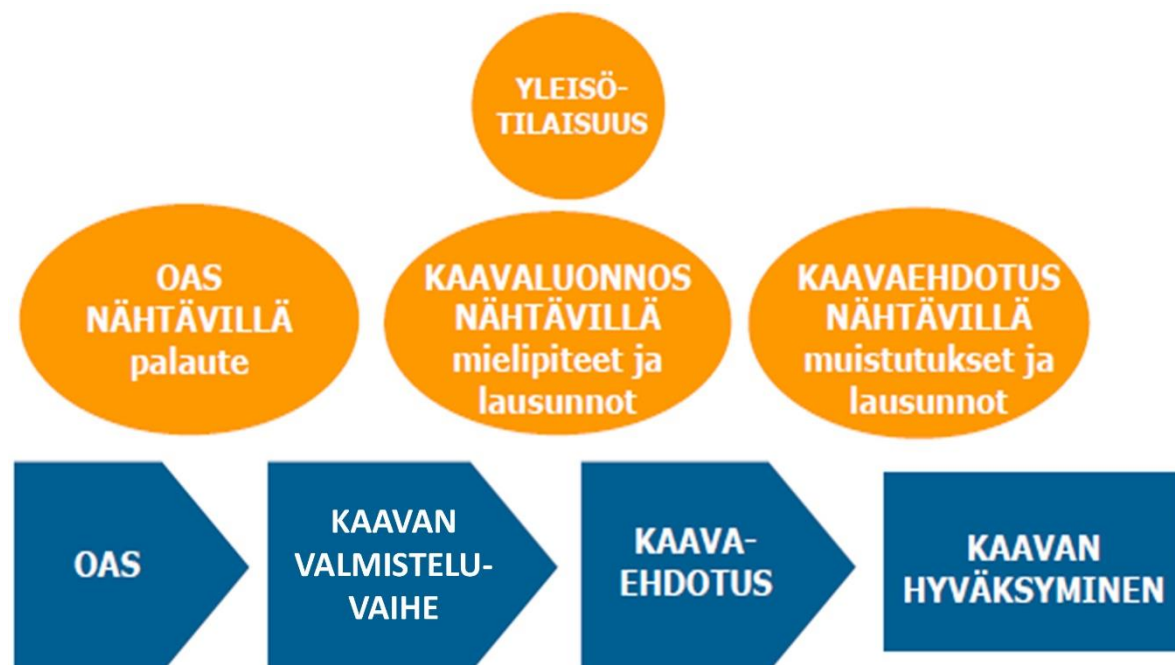 YLEISÖ-
TILAISUUS
OAS
NÄHTÄVILLÄ
palaute
KAAVALUONNOS
NÄHTÄVILLÄ
mielipiteet ja
lausunnot
KAAVAEHDOTUS
NÄHTÄVILLÄ
muistutukset ja
lausunnot
OAS
KAAVAN
VALMISTELU-
VAIHE
KAAVA-
EHDOTUS
KAAVAN
HYVÄKSYMINEN